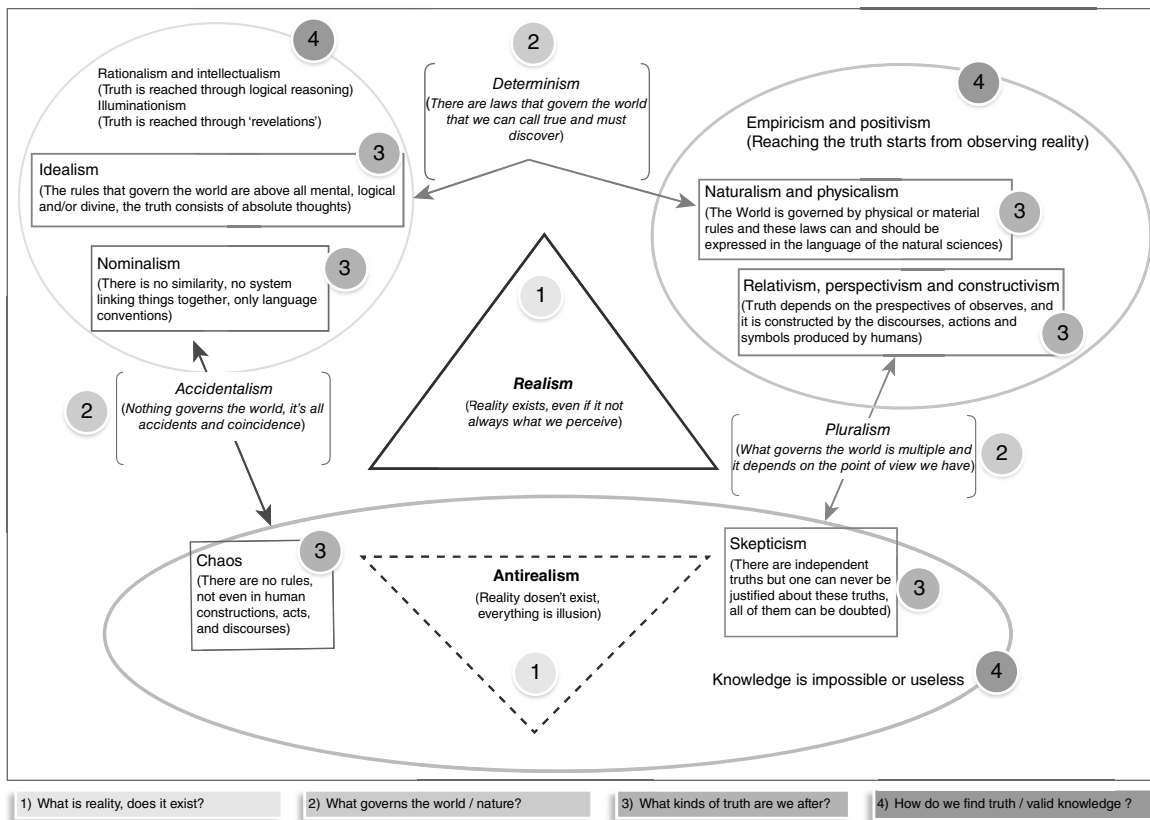 4
Rationalism and intellectualism
(Truth is reached through logical reasoning)
Illuminationism
(Truth is reached through ‘revelations’)
3
Idealism
(The rules that govern the world are above all mental, logical
and/or divine, the truth consists of absolute thoughts)
3
Nominalism
(There is no similarity, no system
linking things together, only language
conventions)
2
Determinism
(There are laws that govern the world
that we can call true and must
discover)
4
Empiricism and positivism
(Reaching the truth starts from observing reality)
Naturalism and physicalism
(The World is governed by physical or material
rules and these laws can and should be
expressed in the language of the natural sciences)
3
Relativism, perspectivism and constructivism
(Truth depends on the prespectives of observes, and
it is constructed by the discourses, actions and
symbols produced by humans)
3
1
Realism
(Reality exists, even if it not
always what we perceive)
2
Accidentalism
(Nothing governs the world, it’s all
accidents and coincidence)
Pluralism
(What governs the world is multiple and
it depends on the point of view we have)
2
Chaos
(There are no rules,
not even in human
constructions, acts,
and discourses)
3
Antirealism
(Reality dosen’t exist,
everything is illusion)
1
Skepticism
(There are independent
truths but one can never be
justified about these truths,
all of them can be doubted)
3
Knowledge is impossible or useless
4
1) What is reality, does it exist?
2) What governs the world / nature?
3) What kinds of truth are we after?
4) How do we find truth / valid knowledge ?